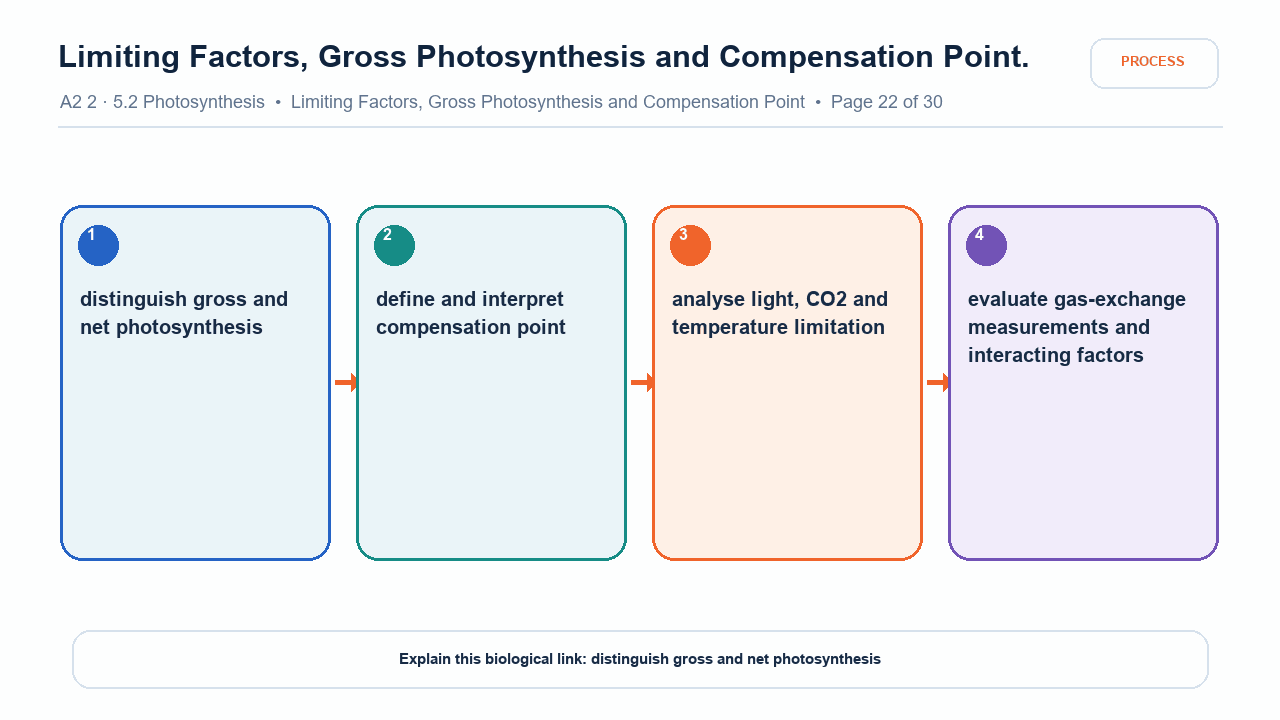 Limiting Factors, Gross Photosynthesis and Compensation Point.
PROCESS
A2 2 · 5.2 Photosynthesis • Limiting Factors, Gross Photosynthesis and Compensation Point • Page 22 of 30
1
distinguish gross and
net photosynthesis
2
define and interpret
compensation point
3
analyse light, CO2 and
temperature limitation
4
evaluate gas-exchange
measurements and
interacting factors
Explain this biological link: distinguish gross and net photosynthesis